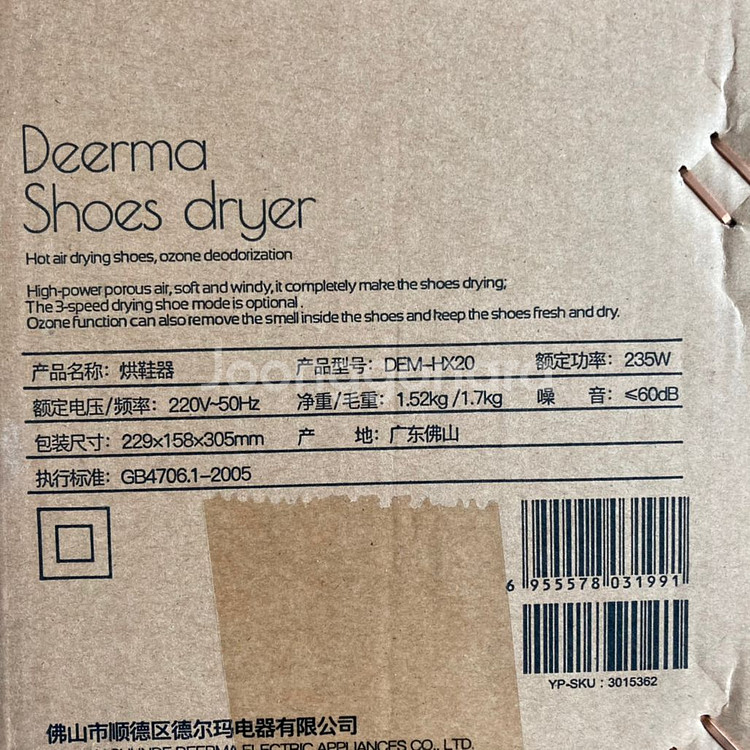 Deerma
Shoes dryer
Hot air drying shoes, ozone deodorization
High-power porous air, soft and windy, it completely make the shoes drying;
The 3-speed drying shoe mode is optional .
Ozone function can also remove the smell inside the shoes and keep the shoes fresh and dry.
产品名称: 烘鞋器 产品型号: DEM-HX20 额定功率: 235W
额定电压/频率: 220V~50Hz 净重/毛重: 1.52kg /1.7kg 噪 音: ≤60dB
包装尺寸: 229×158×305mm 产 地: 广东佛山
执行标准: GB4706.1-2005
6 955578 031991
YP-SKU : 3015362
佛山市顺德区德尔玛电器有限公司
DEERMA ELECTRIC APPLIANCES CO., LTD.